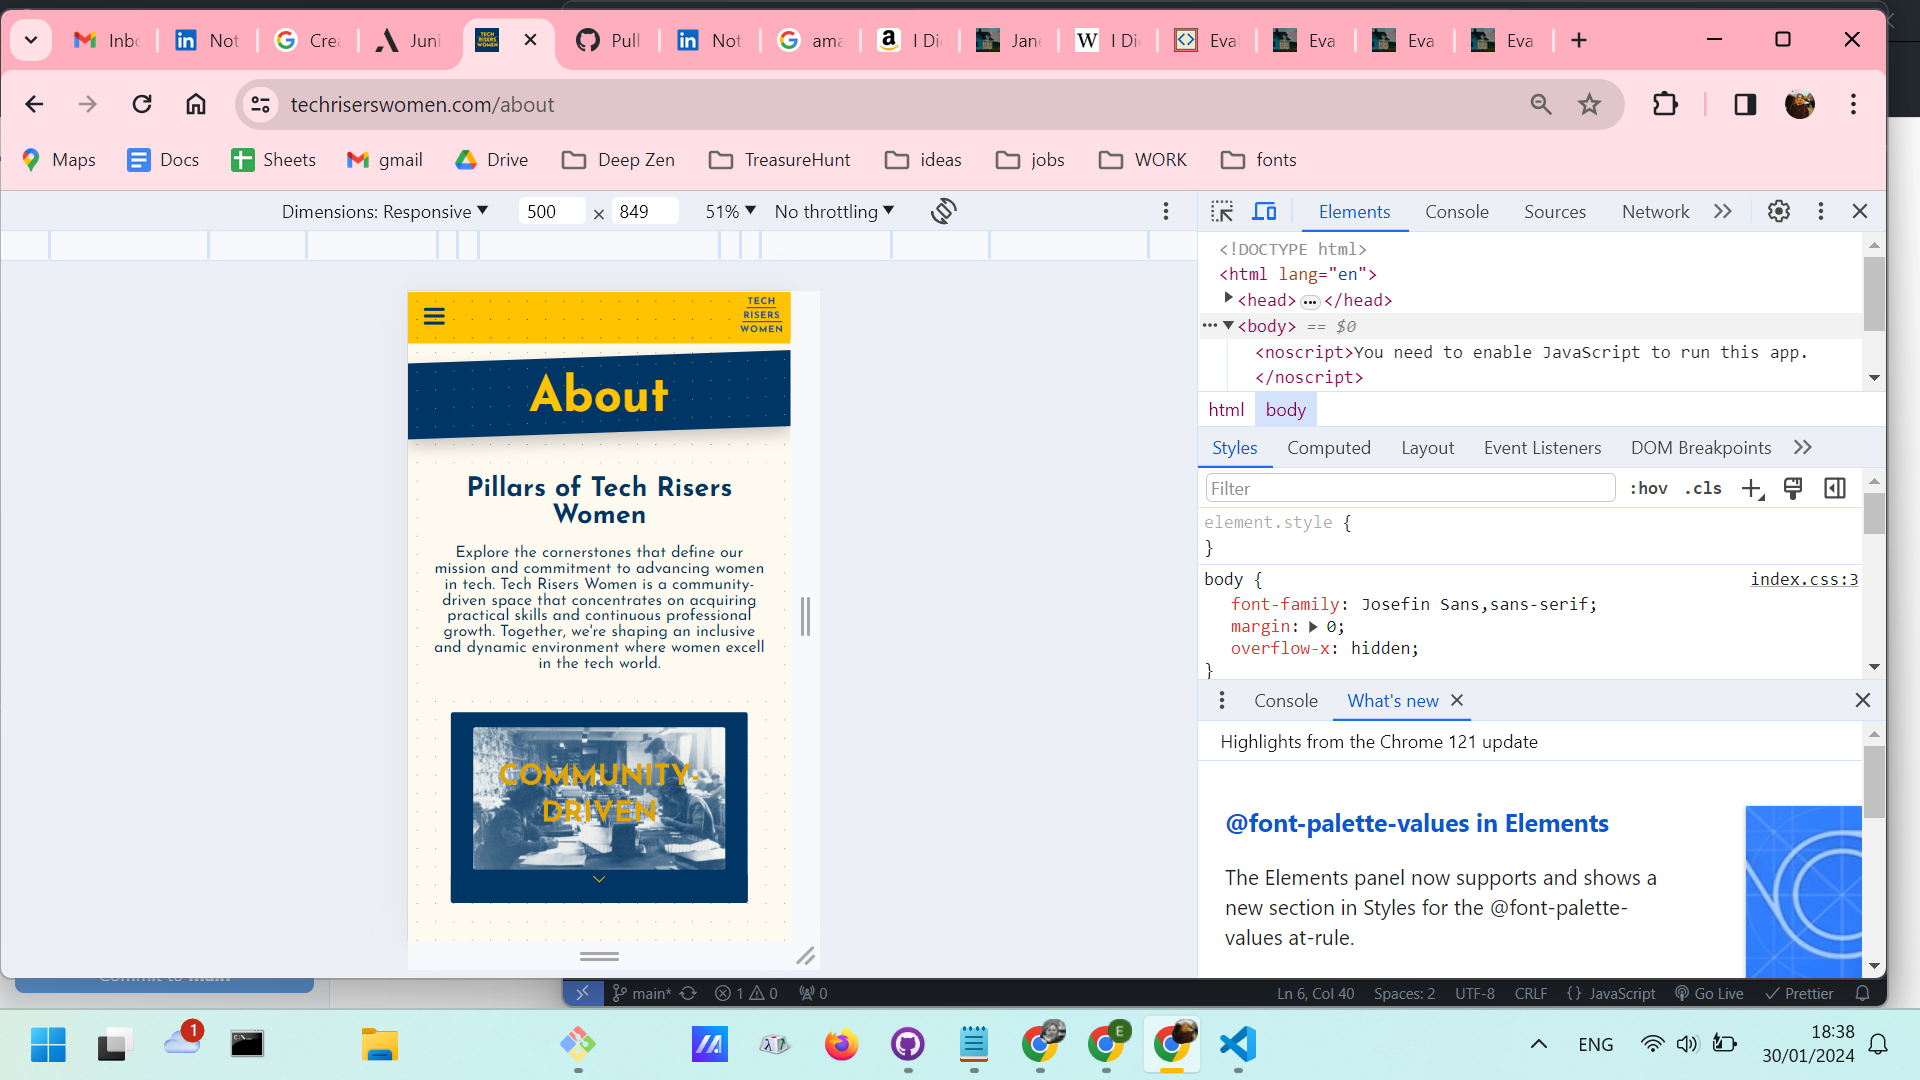 Inb
Not
Cre
Juni
Pull
Not
ama
I Di
Jan
I Di
Eva
Eva
Eva
Eva
techriserswomen.com/about
Maps
Docs
Sheets
gmail
Drive
Deep Zen
TreasureHunt
ideas
jobs
WORK
fonts
Dimensions: Responsive
500
×
849
51%
No throttling
Elements
Console
Sources
Network
TECH
RISERS
WOMEN
About
Pillars of Tech Risers
Women
Explore the cornerstones that define our
mission and commitment to advancing women
in tech. Tech Risers Women is a community-
driven space that concentrates on acquiring
practical skills and continuous professional
growth. Together, we're shaping an inclusive
and dynamic environment where women excell
in the tech world.
COMMUNITY-
DRIVEN
<!DOCTYPE html>
<html lang="en">
<head> ... </head>
<body> == $0
<noscript>You need to enable JavaScript to run this app.
</noscript>
html
body
Styles
Computed
Layout
Event Listeners
DOM Breakpoints
Filter
:hov
.cls
element.style {
}
body {
index.css:3
font-family: Josefin Sans,sans-serif;
margin: 0;
overflow-x: hidden;
}
Console
What's new
Highlights from the Chrome 121 update
@font-palette-values in Elements
The Elements panel now supports and shows a
new section in Styles for the @font-palette-
values at-rule.
Commit to main
main*
1
0
0
Ln 6, Col 40
Spaces: 2
UTF-8
CRLF
{ } JavaScript
Go Live
Prettier
1
E
ENG
18:38
30/01/2024